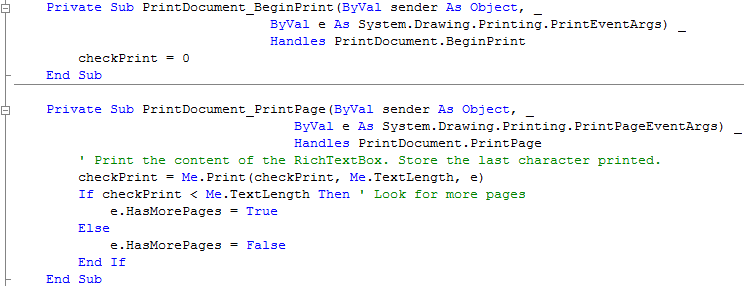 Private Sub PrintDocument_BeginPrint(ByVal sender As Object, _
ByVal e As System.Drawing.Printing.PrintEventArgs) _
Handles PrintDocument.BeginPrint
checkPrint = 0
End Sub
Private Sub PrintDocument_PrintPage(ByVal sender As Object, _
ByVal e As System.Drawing.Printing.PrintPageEventArgs) _
Handles PrintDocument.PrintPage
' Print the content of the RichTextBox. Store the last character printed.
checkPrint = Me.Print(checkPrint, Me.TextLength, e)
If checkPrint < Me.TextLength Then ' Look for more pages
e.HasMorePages = True
Else
e.HasMorePages = False
End If
End Sub